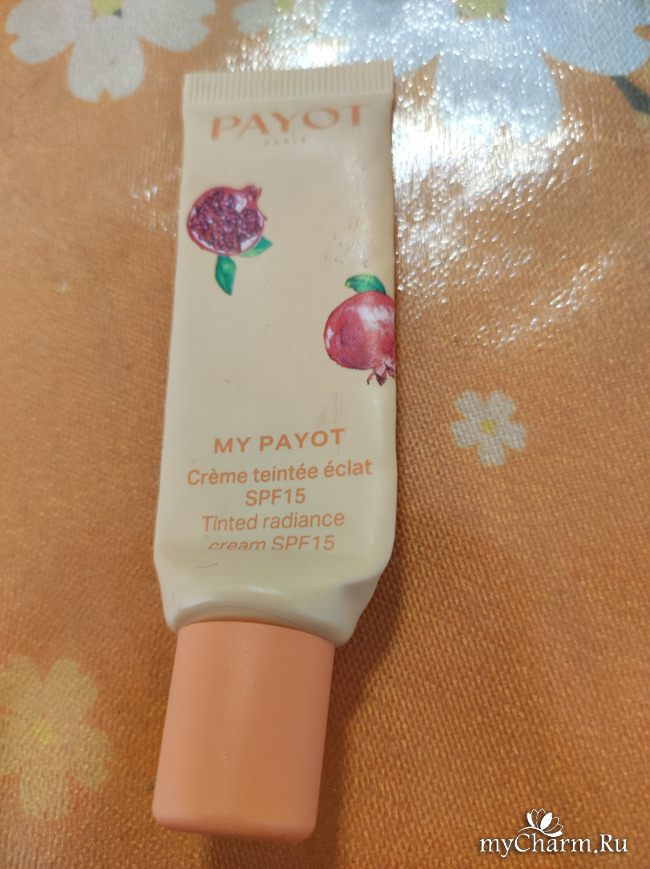 PAYOT
PARIS
MY PAYOT
Crème teintée éclat
SPF15
Tinted radiance
cream SPF15
myCharm.Ru